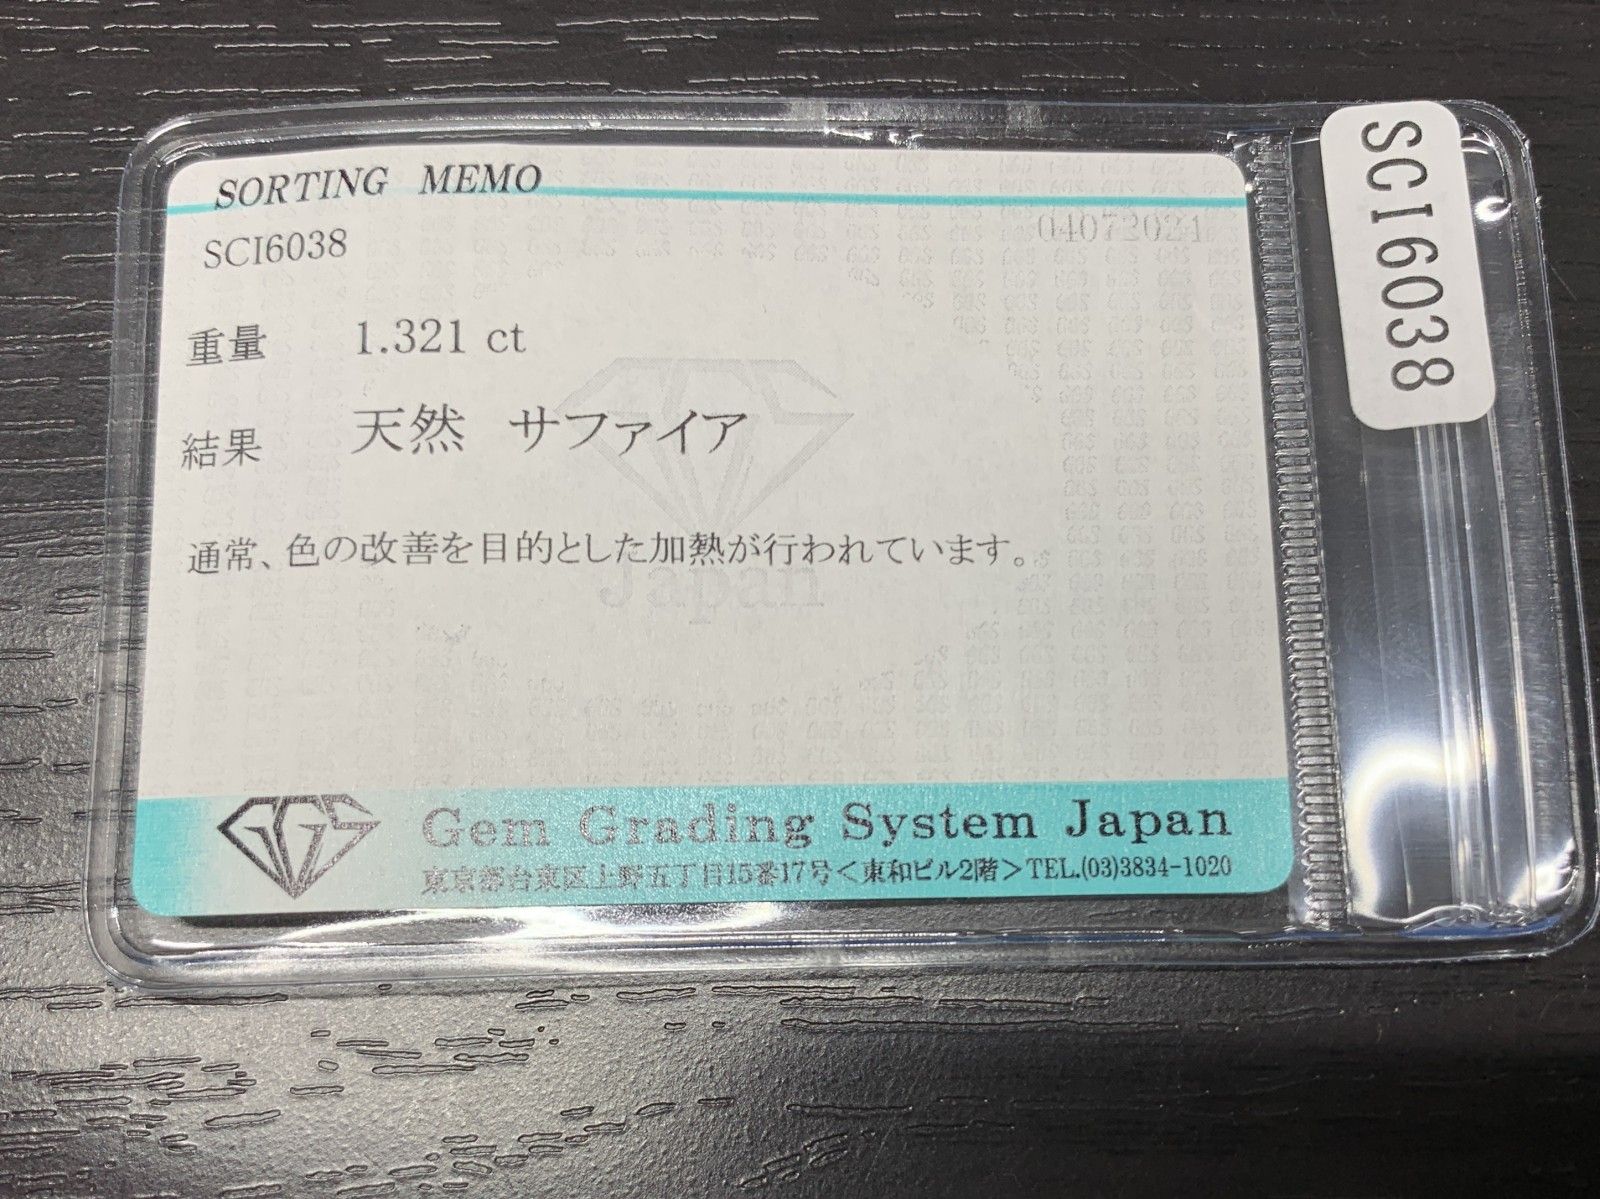 SORTING MEMO
SCI6038
04072021
重量 1.321 ct
結果 天然 サファイア
通常、色の改善を目的とした加熱が行われています。
Japan
GGS Gem Grading System Japan
東京都台東区上野五丁目15番17号<東和ビル2階>TEL.(03)3834-1020
SCI6038